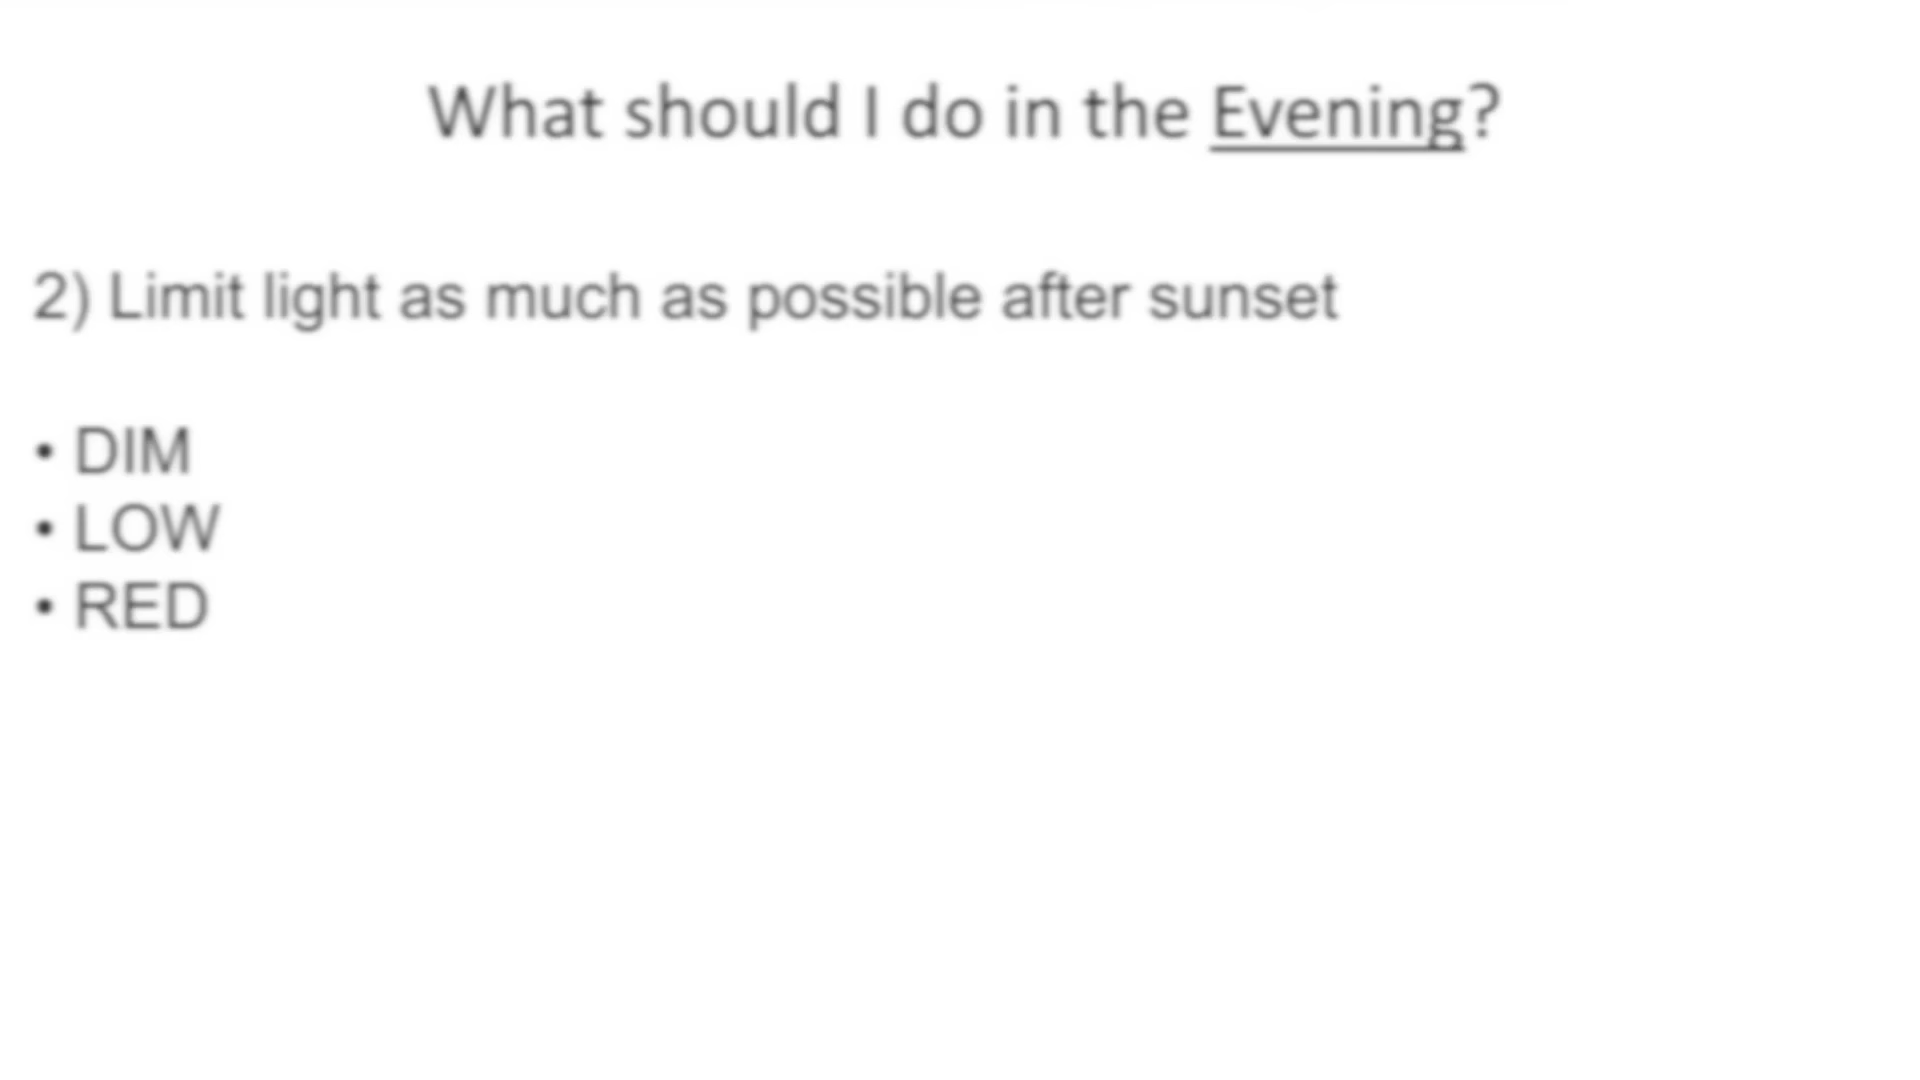 What should I do in the Evening?
2) Limit light as much as possible after sunset
• DIM
• LOW
• RED